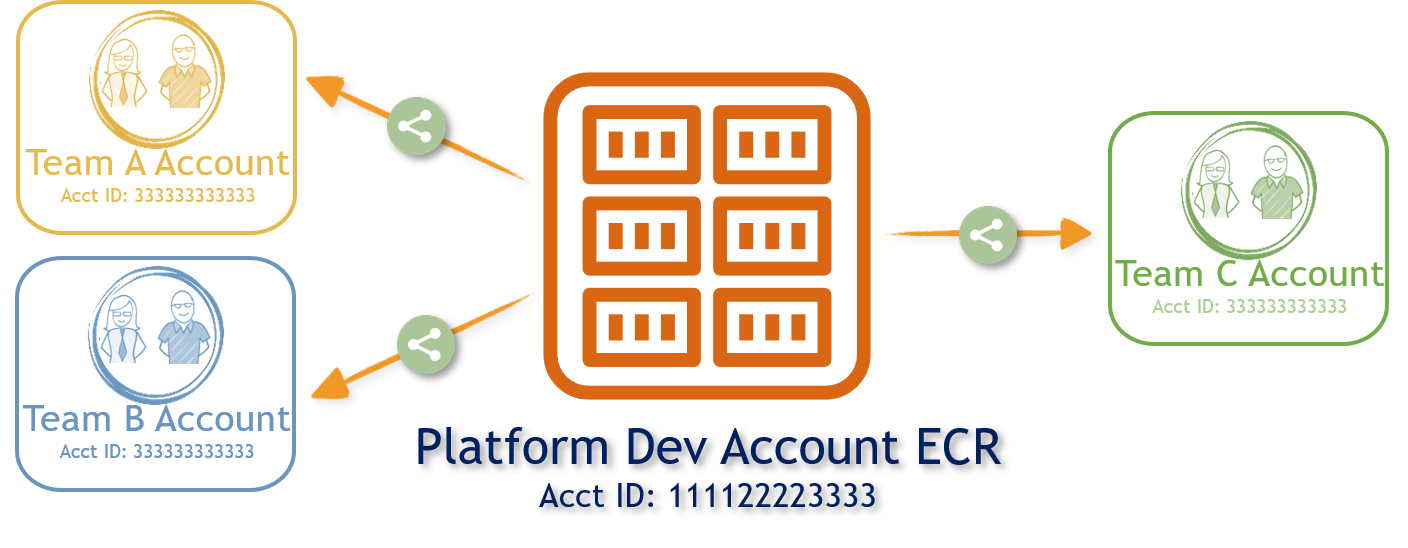 Team A Account
Acct ID: 333333333333
Team B Account
Acct ID: 333333333333
Platform Dev Account ECR
Acct ID: 111122223333
Team C Account
Acct ID: 333333333333